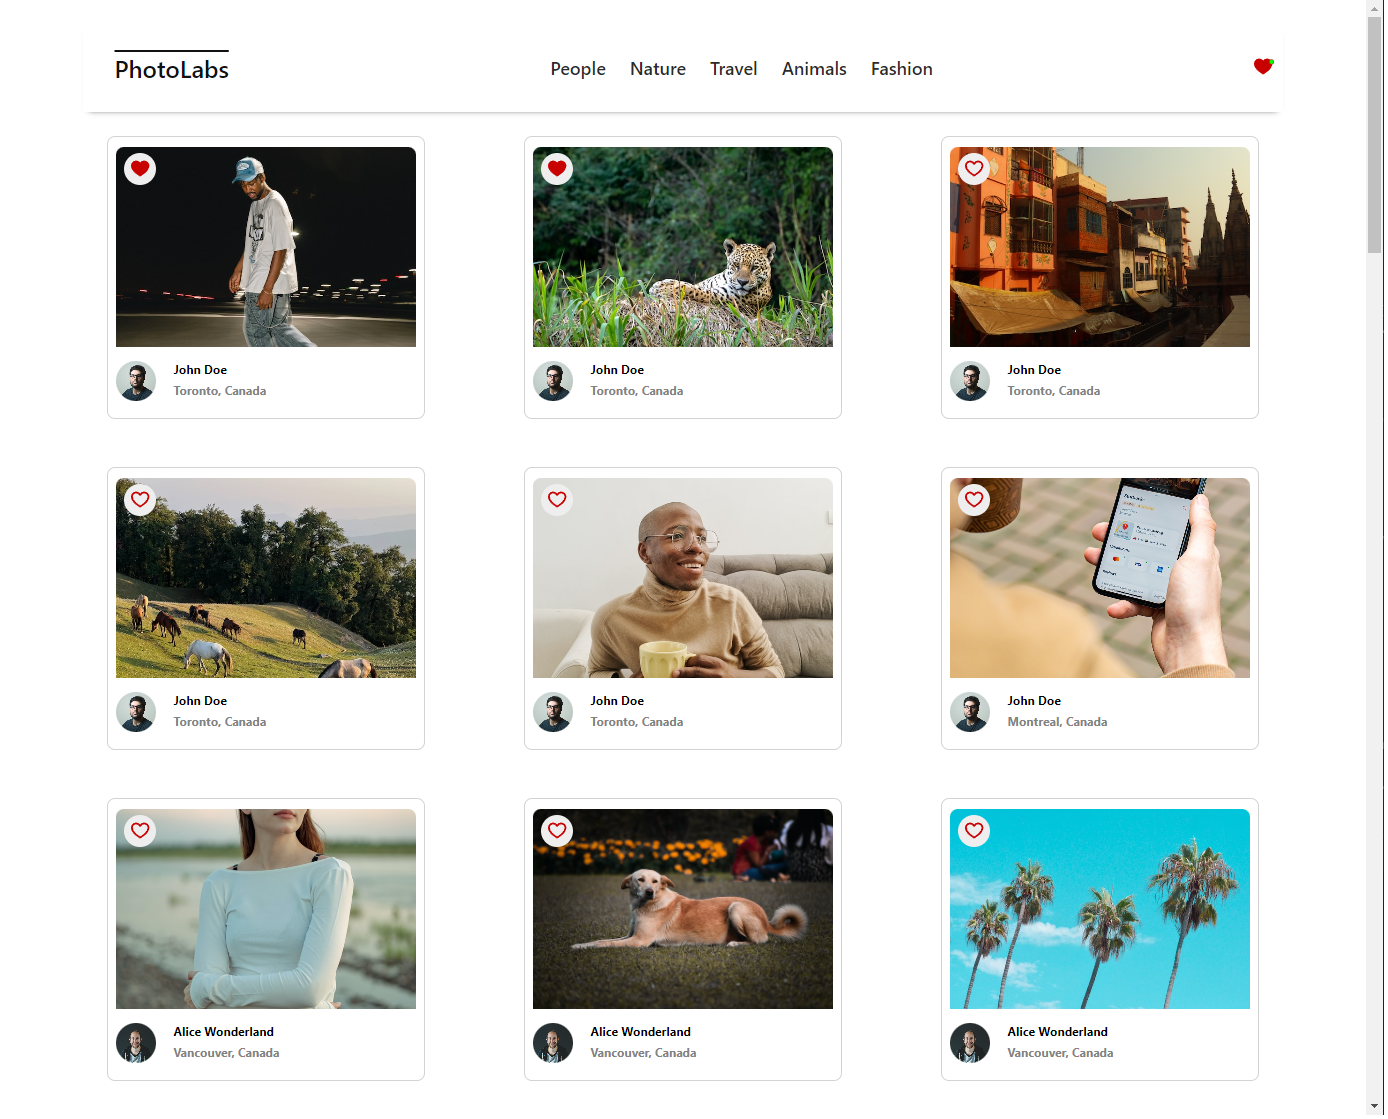 PhotoLabs
People Nature Travel Animals Fashion
John Doe
Toronto, Canada
John Doe
Toronto, Canada
John Doe
Toronto, Canada
John Doe
Toronto, Canada
John Doe
Toronto, Canada
John Doe
Montreal, Canada
Alice Wonderland
Vancouver, Canada
Alice Wonderland
Vancouver, Canada
Alice Wonderland
Vancouver, Canada